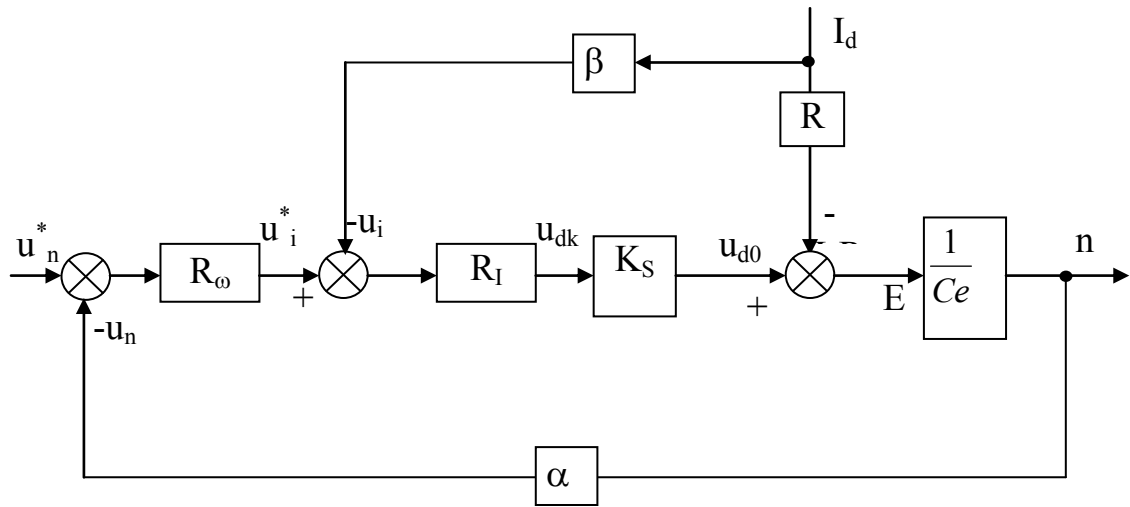 I_d
β
R
-
u*_n
u*_i
-u_i
u_dk
K_S
u_d0
1
n
R_ω
R_I
Ce
+
+
E
-u_n
α